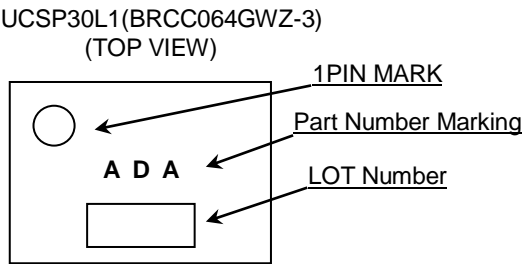 UCSP30L1(BRCC064GWZ-3)
(TOP VIEW)
1PIN MARK
Part Number Marking
A D A
LOT Number